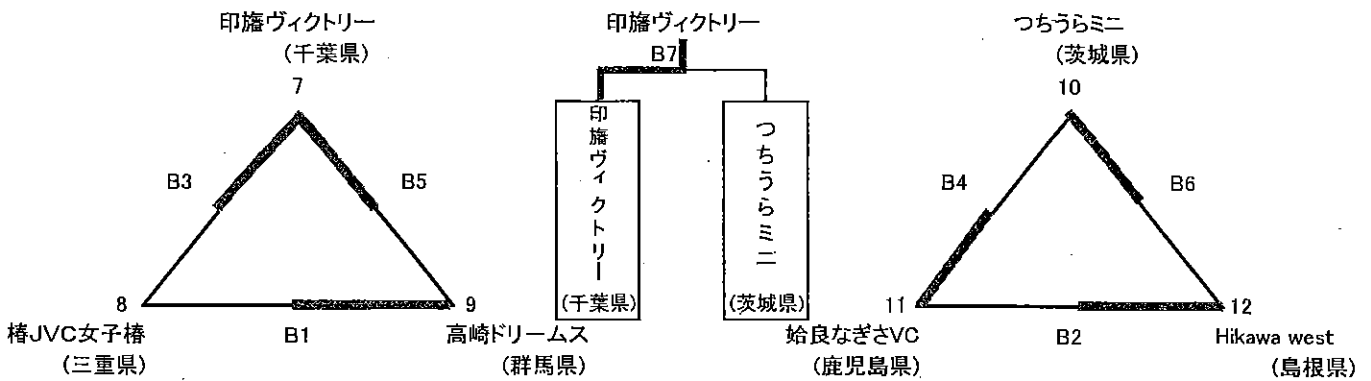 印旛ヴィクトリー
(千葉県)
7
B3
B5
8
9
椿JVC女子椿
(三重県)
B1
高崎ドリームス
(群馬県)
印旛ヴィクトリー
B7
印旛ヴィクトリー
(千葉県)
つちうらミニ
(茨城県)
つちうらミニ
(茨城県)
10
B4
B6
11
12
姶良なぎさVC
(鹿児島県)
B2
Hikawa west
(島根県)